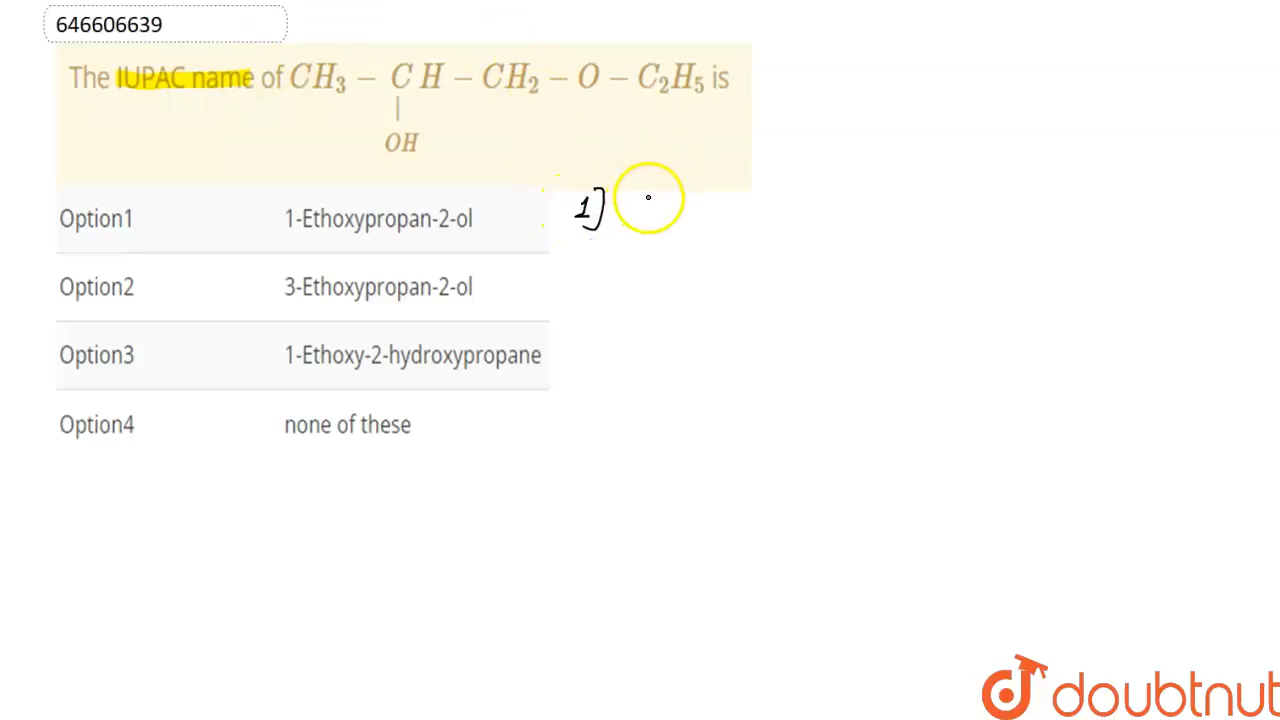 646606639
The IUPAC name of CH₃ − C H − CH₂ − O − C₂H₅ is
|
OH
Option1 1-Ethoxypropan-2-ol
1]
Option2 3-Ethoxypropan-2-ol
Option3 1-Ethoxy-2-hydroxypropane
Option4 none of these
doubtnut